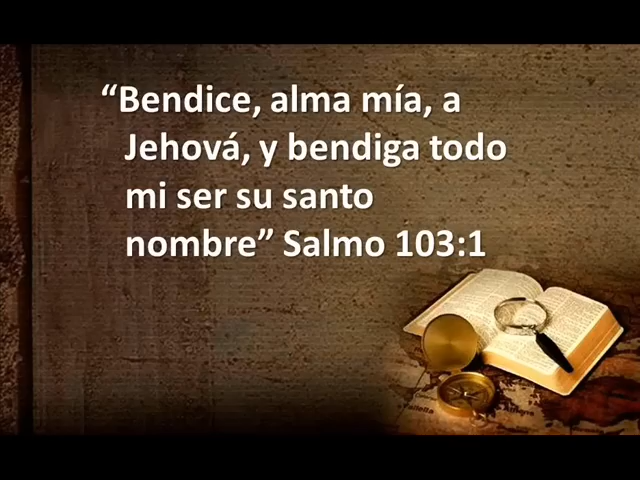 “Bendice, alma mía, a
Jehová, y bendiga todo
mi ser su santo
nombre” Salmo 103:1